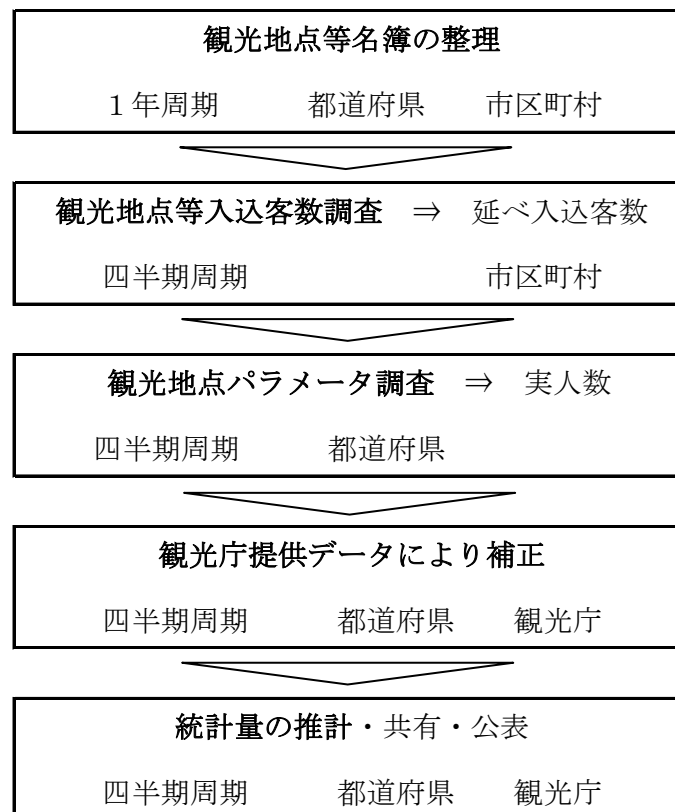 観光地点等名簿の整理
１年周期 都道府県 市区町村
観光地点等入込客数調査 ⇒ 延べ入込客数
四半期周期 市区町村
観光地点パラメータ調査 ⇒ 実人数
四半期周期 都道府県
観光庁提供データにより補正
四半期周期 都道府県 観光庁
統計量の推計・共有・公表
四半期周期 都道府県 観光庁